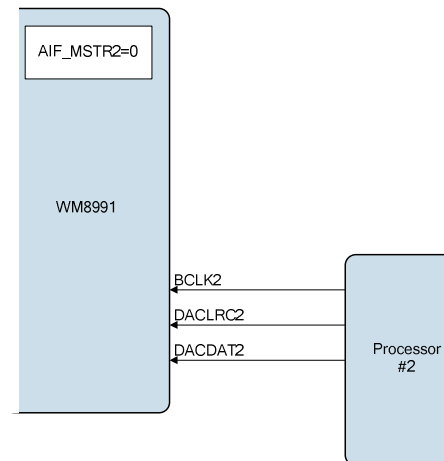 AIF_MSTR2=0
WM8991
BCLK2
DACLRC2
DACDAT2
Processor
#2